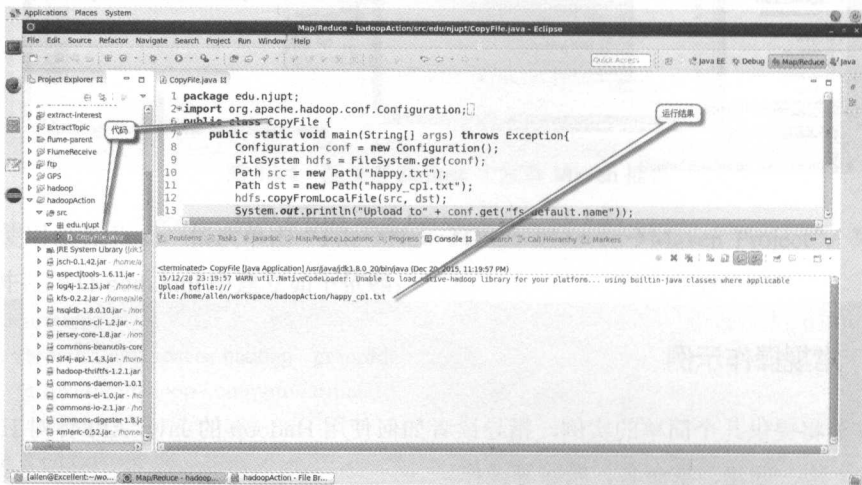 Applications Places System
Map/Reduce - hadoopAction/src/edu/njupt/CopyFile.java - Eclipse
File Edit Source Refactor Navigate Search Project Run Window Help
Quick Access
Java EE
Debug
Map/Reduce
Java
Project Explorer
extract-interest
ExtractTopic
flume-parent
FlumeReceive
ftp
GPS
hadoop
hadoopAction
src
edu.njupt
CopyFile.java
JRE System Library
jsch-0.1.42.jar
aspectjtools-1.6.11.jar
log4j-1.2.15.jar
kfs-0.2.2.jar
hsqldb-1.8.0.10.jar
commons-cli-1.2.jar
jersey-core-1.8.jar
commons-beanutils-core
slf4j-api-1.4.3.jar
hadoop-thriftfs-1.2.1.jar
commons-daemon-1.0.1
commons-el-1.0.jar
commons-io-2.1.jar
commons-digester-1.8.ja
xmlenc-0.52.jar
代码
运行结果
CopyFile.java
1 package edu.njupt;
2 import org.apache.hadoop.conf.Configuration;
6 public class CopyFile {
7 public static void main(String[] args) throws Exception{
8 Configuration conf = new Configuration();
9 FileSystem hdfs = FileSystem.get(conf);
10 Path src = new Path("happy.txt");
11 Path dst = new Path("happy_cp1.txt");
12 hdfs.copyFromLocalFile(src, dst);
13 System.out.println("Upload to" + conf.get("fs.default.name"));
Problems Tasks Javadoc Map/Reduce Locations Progress Console Search Call Hierarchy Markers
<terminated> CopyFile [Java Application] /usr/java/jdk1.8.0_20/bin/java (Dec 20, 2015, 11:19:57 PM)
15/12/20 23:19:57 WARN util.NativeCodeLoader: Unable to load native-hadoop library for your platform... using builtin-java classes where applicable
Upload tofile:///
file:/home/allen/workspace/hadoopAction/happy_cp1.txt
[allen@Excellent:~/wo...
Map/Reduce - hadoop...
hadoopAction - File Br...